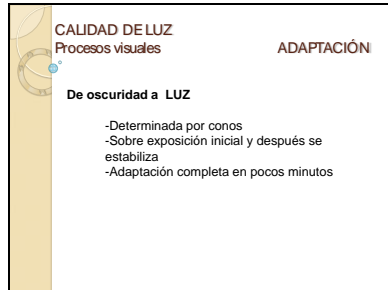 CALIDAD DE LUZ
Procesos visuales ADAPTACIÓN
De oscuridad a LUZ
-Determinada por conos
-Sobre exposición inicial y después se
estabiliza
-Adaptación completa en pocos minutos